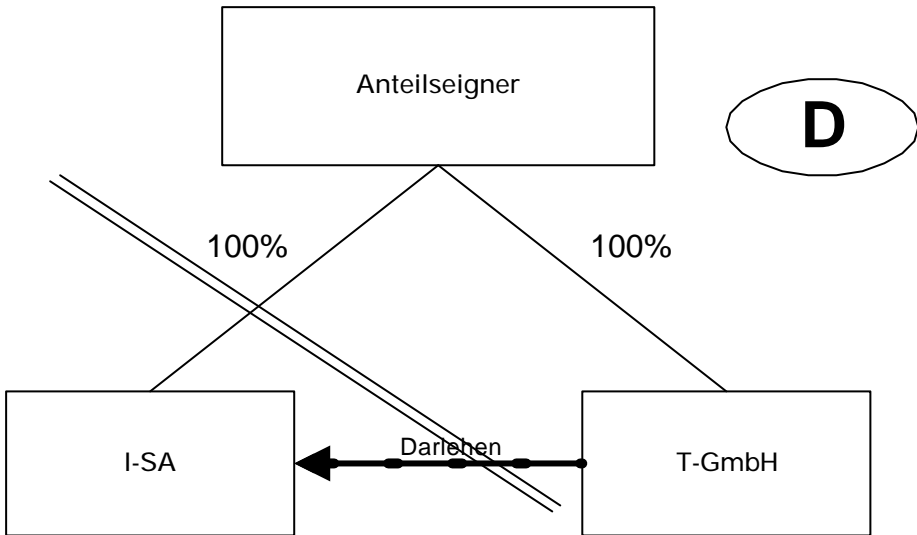 Anteilseigner
D
100%
100%
I-SA
Darlehen
T-GmbH